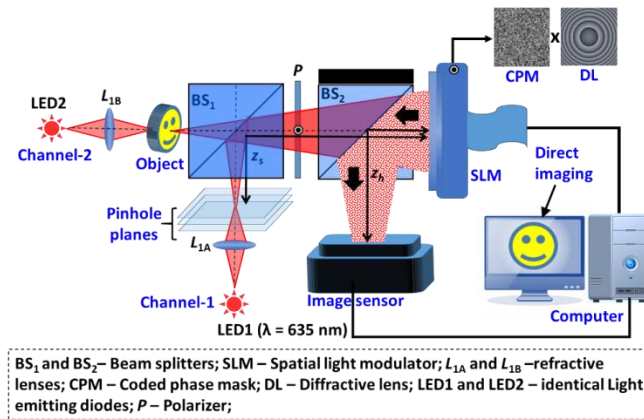 BS1
P
BS2
x
CPM
DL
LED2
L1B
Channel-2
Object
zs
zh
SLM
Direct
imaging
Pinhole
planes
L1A
Channel-1
Image sensor
Computer
LED1 (λ = 635 nm)
BS1 and BS2– Beam splitters; SLM – Spatial light modulator; L1A and L1B –refractive
lenses; CPM – Coded phase mask; DL – Diffractive lens; LED1 and LED2 – identical Light
emitting diodes; P – Polarizer;